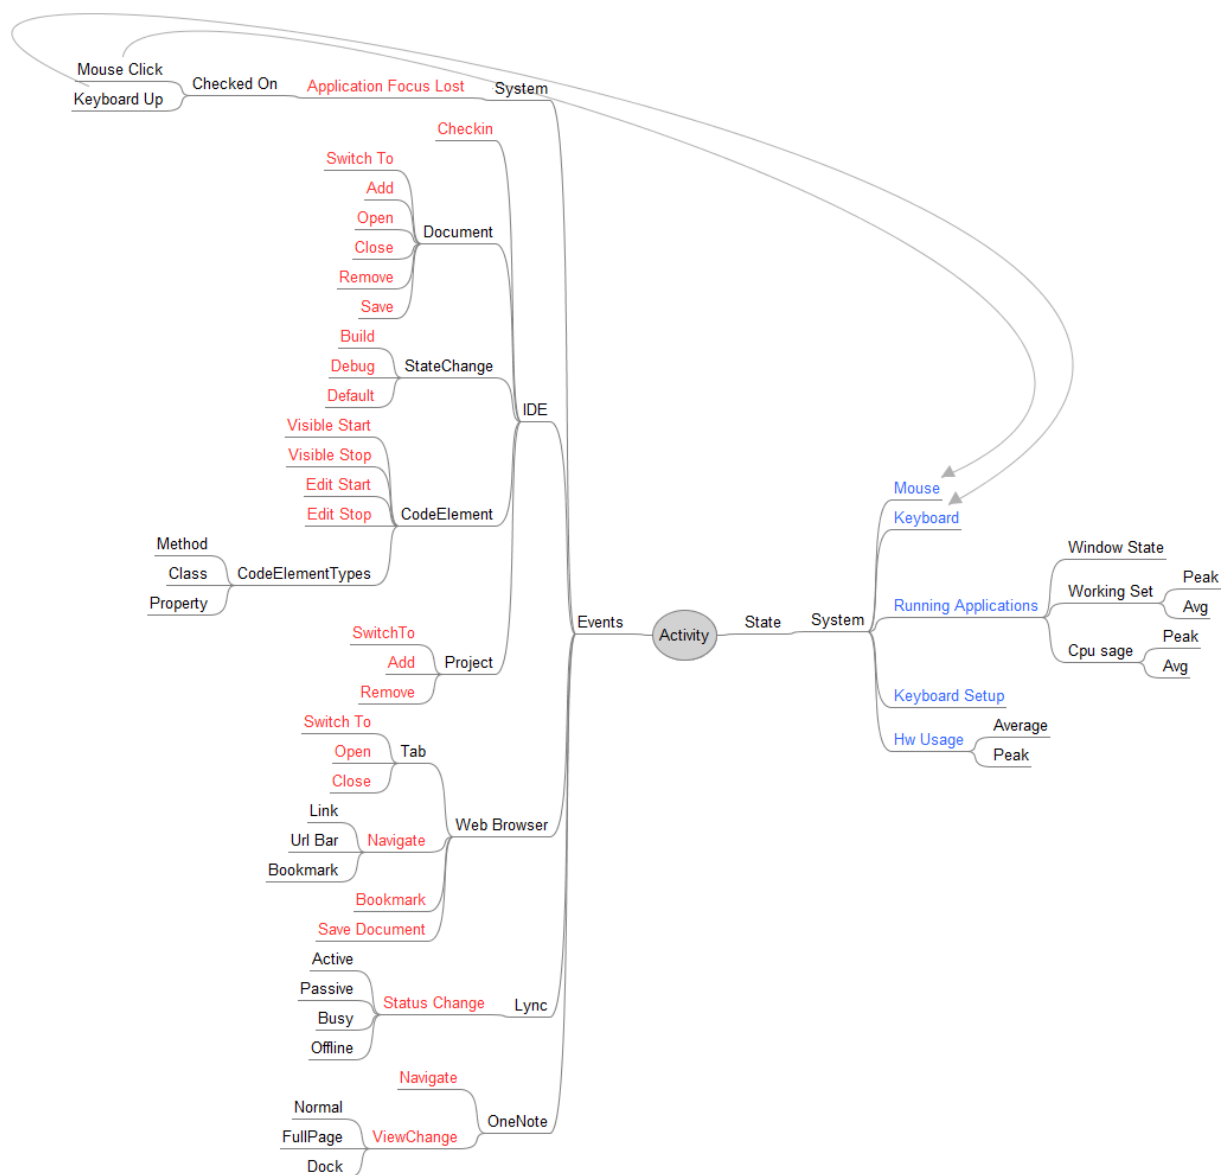 Mouse Click
Keyboard Up
Checked On
Application Focus Lost
System
Checkin
Switch To
Add
Open
Close
Remove
Save
Document
Build
Debug
Default
StateChange
IDE
Visible Start
Visible Stop
Edit Start
Edit Stop
CodeElement
Method
Class
Property
CodeElementTypes
SwitchTo
Add
Remove
Project
Events
Activity
State
System
Mouse
Keyboard
Running Applications
Window State
Working Set
Peak
Avg
Cpu sage
Peak
Avg
Keyboard Setup
Hw Usage
Average
Peak
Switch To
Open
Close
Tab
Link
Url Bar
Bookmark
Navigate
Web Browser
Bookmark
Save Document
Active
Passive
Busy
Offline
Status Change
Lync
Navigate
OneNote
Normal
FullPage
Dock
ViewChange